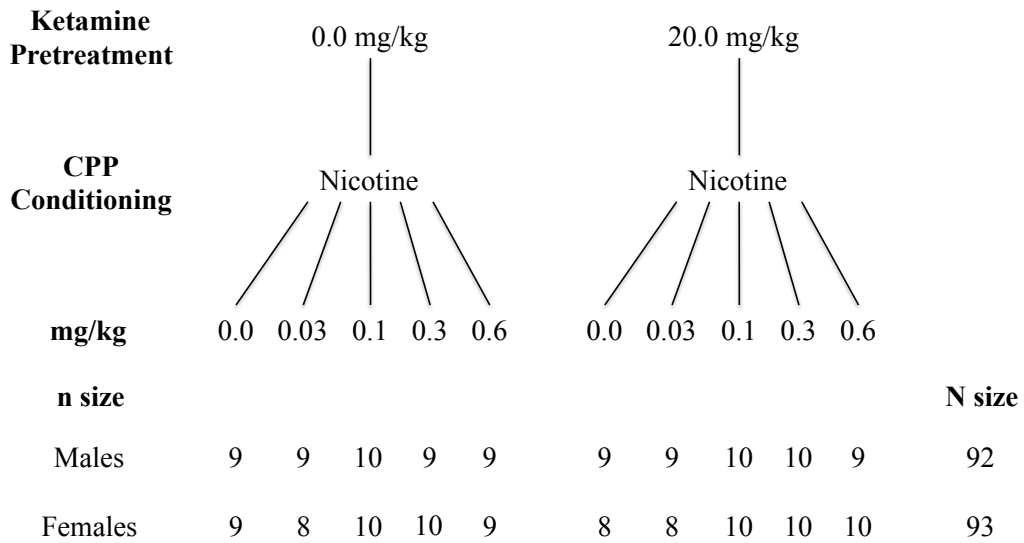 Ketamine
Pretreatment
0.0 mg/kg 20.0 mg/kg
CPP
Conditioning
Nicotine Nicotine
mg/kg 0.0 0.03 0.1 0.3 0.6 0.0 0.03 0.1 0.3 0.6
n size N size
Males 9 9 10 9 9 9 9 10 10 9 92
Females 9 8 10 10 9 8 8 10 10 10 93